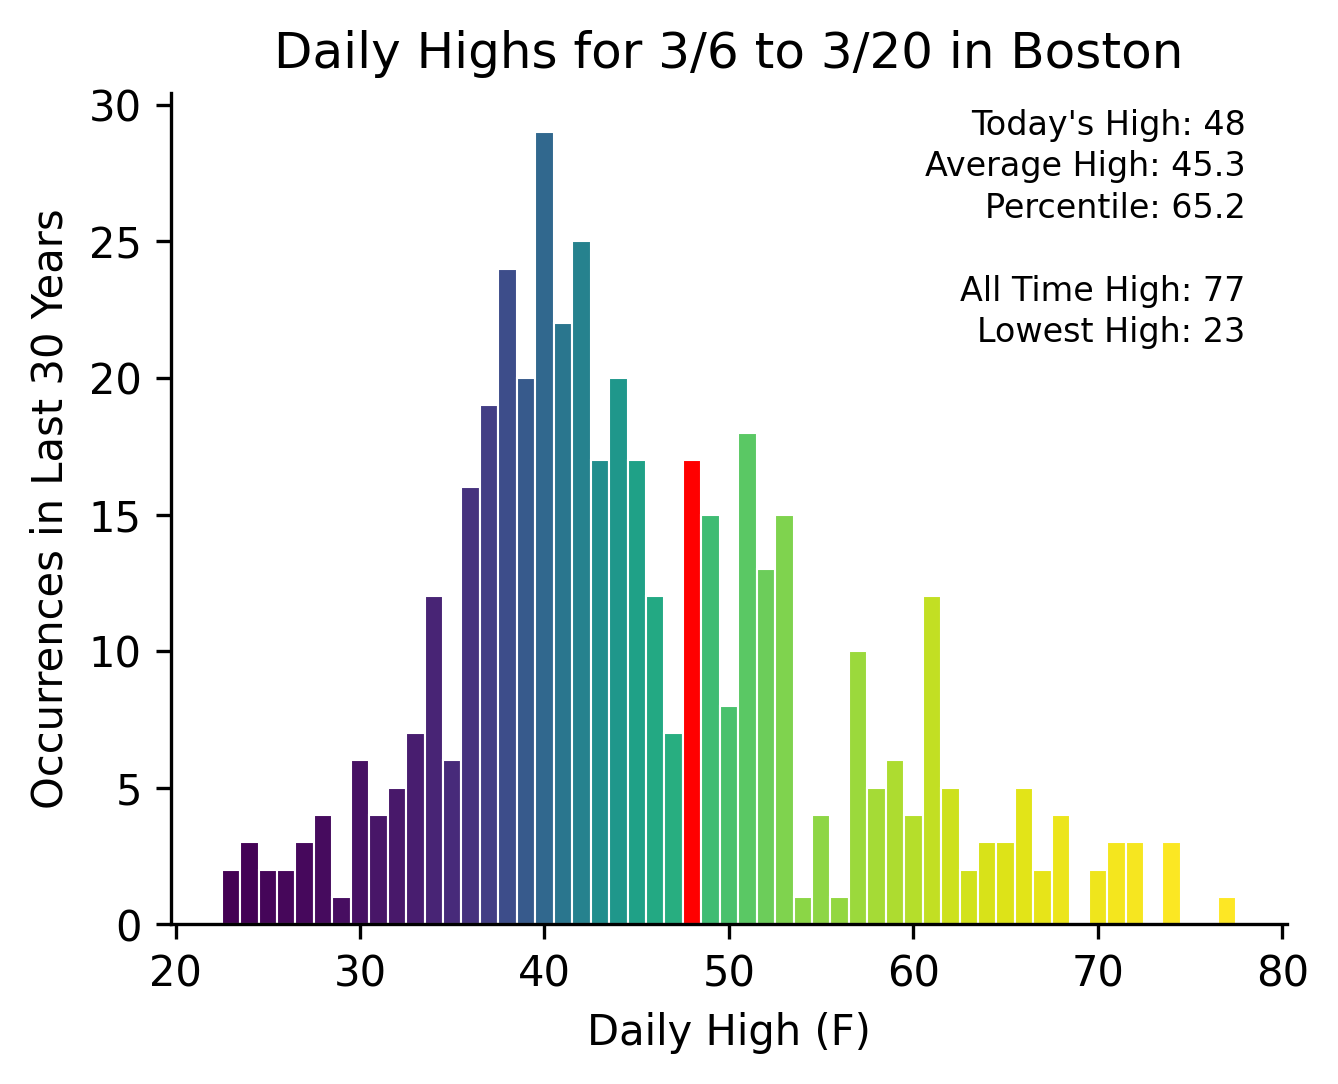 Daily Highs for 3/6 to 3/20 in Boston
Today's High: 48
Average High: 45.3
Percentile: 65.2
All Time High: 77
Lowest High: 23
Occurrences in Last 30 Years
30
25
20
15
10
5
0
20 30 40 50 60 70 80
Daily High (F)